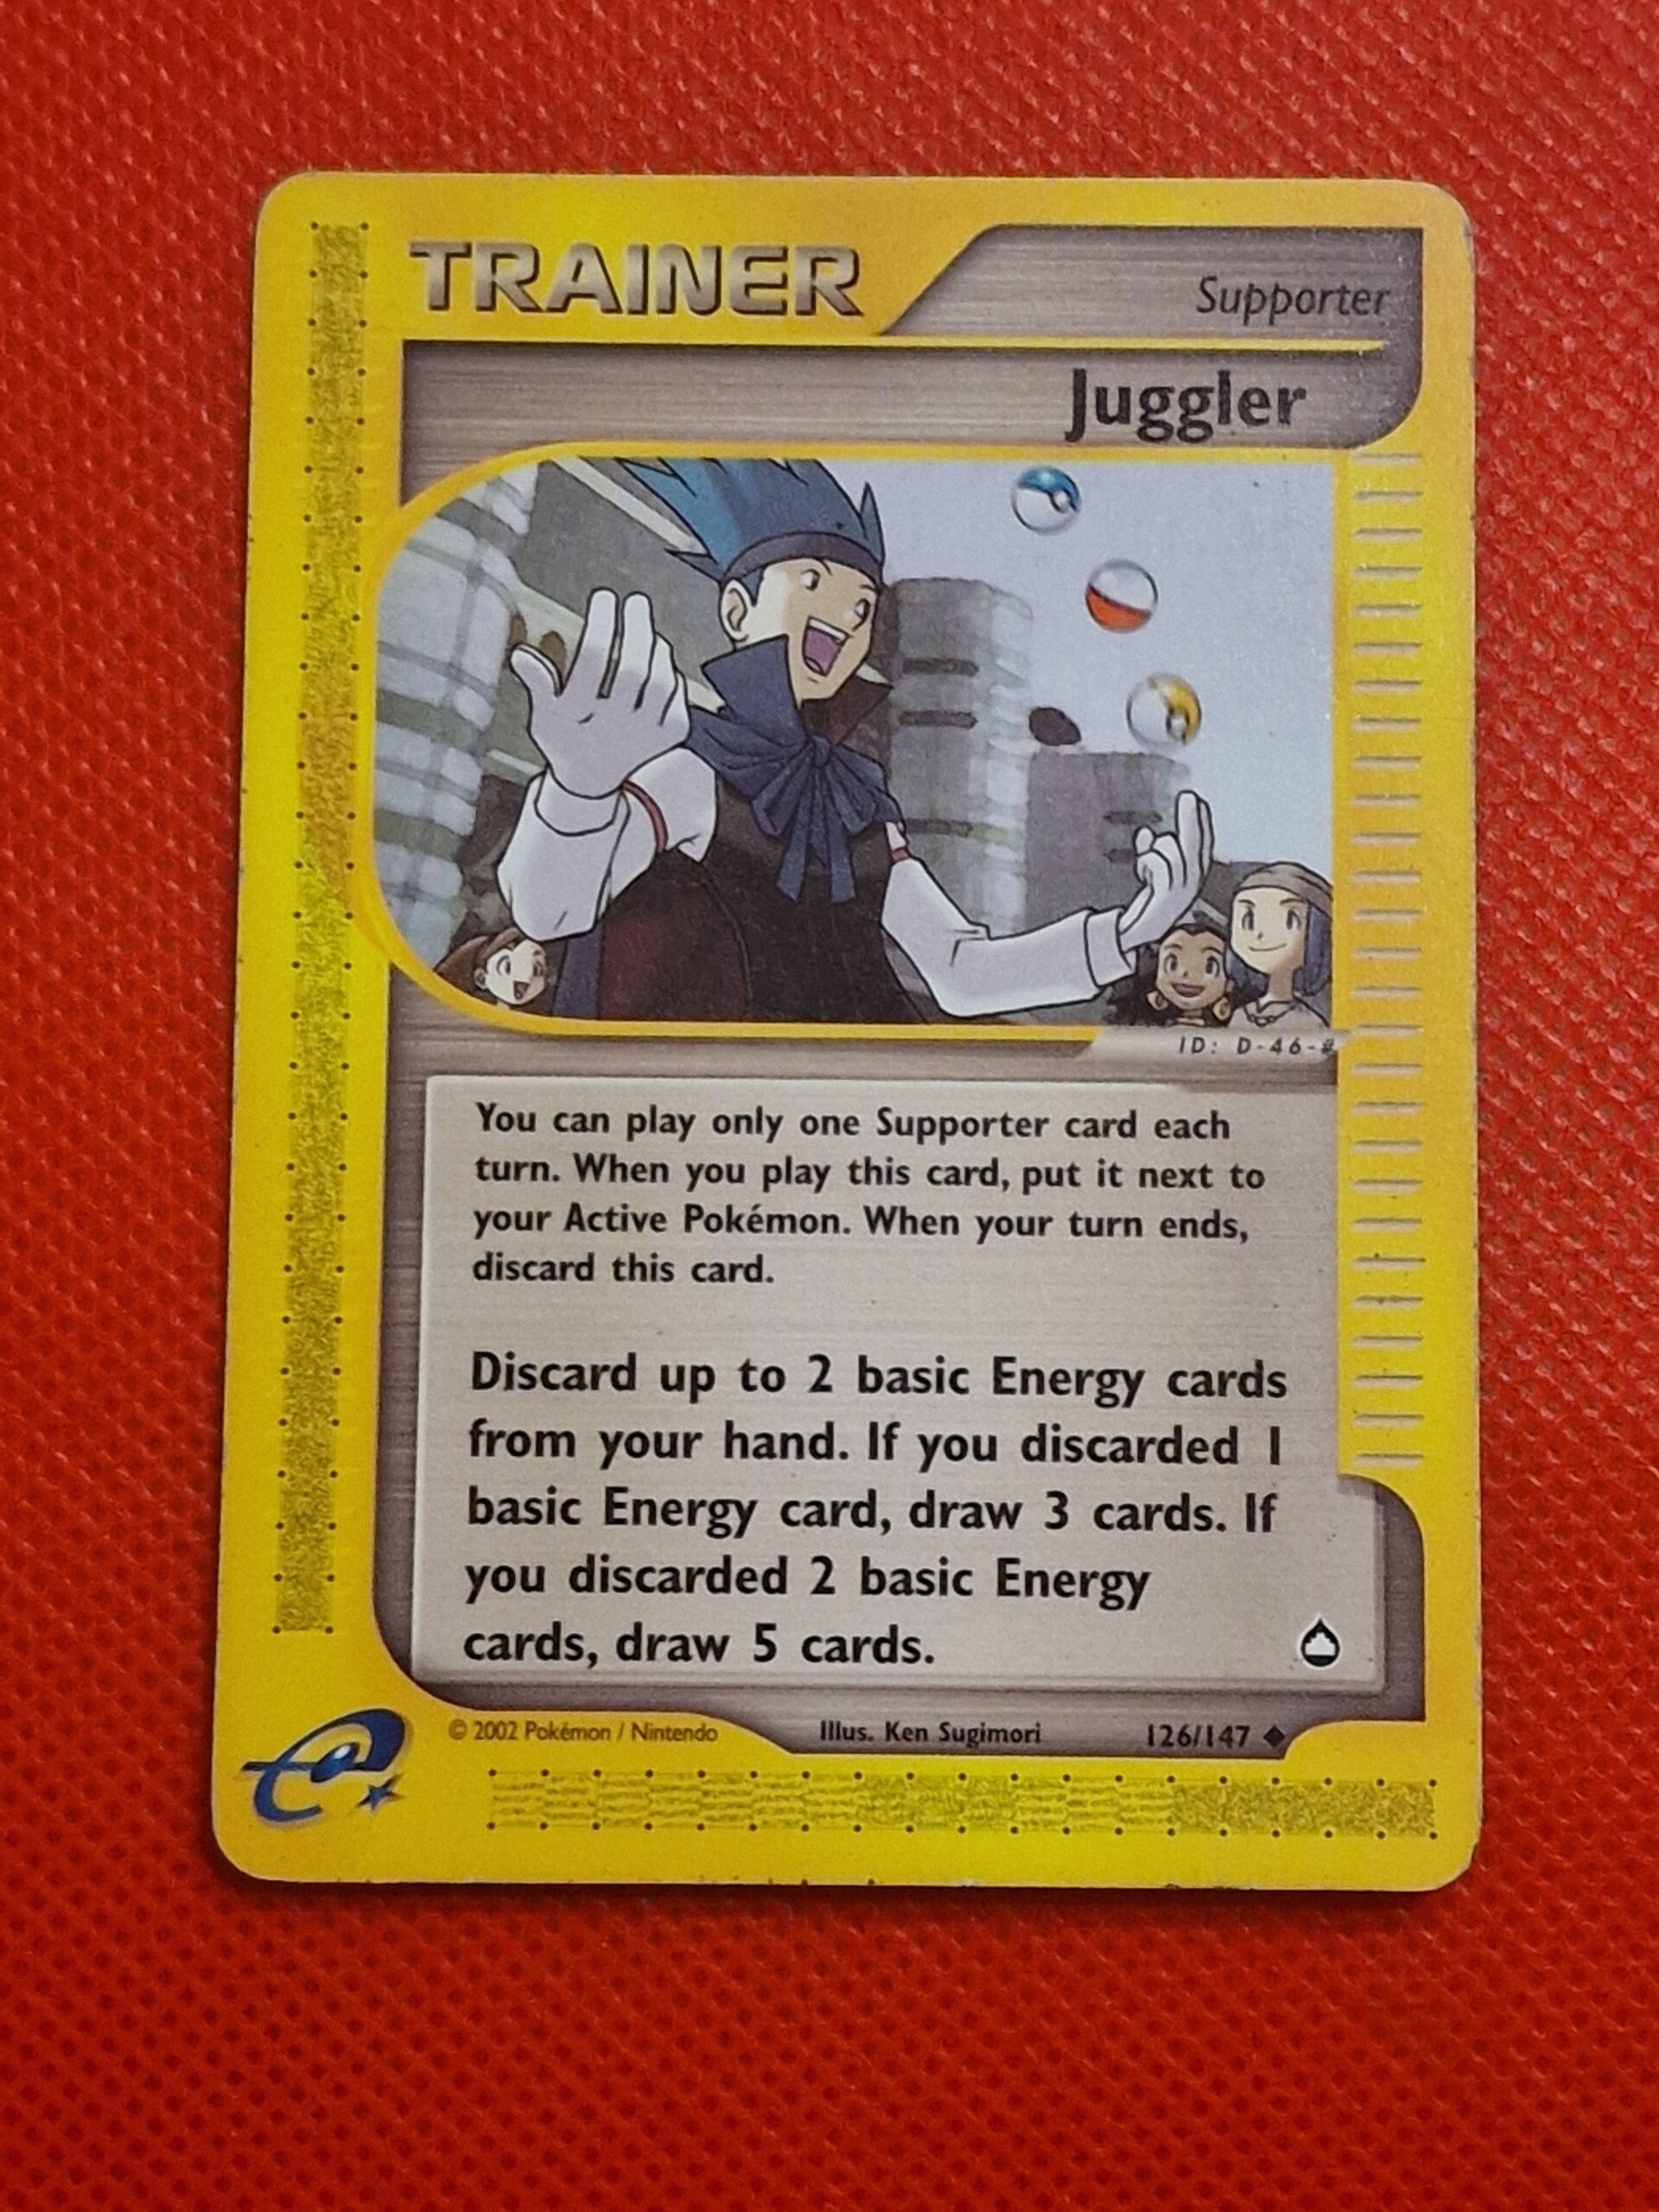 TRAINER
Supporter
Juggler
ID: D-46-#
You can play only one Supporter card each
turn. When you play this card, put it next to
your Active Pokémon. When your turn ends,
discard this card.
Discard up to 2 basic Energy cards
from your hand. If you discarded 1
basic Energy card, draw 3 cards. If
you discarded 2 basic Energy
cards, draw 5 cards.
© 2002 Pokémon / Nintendo
Illus. Ken Sugimori
126/147
e